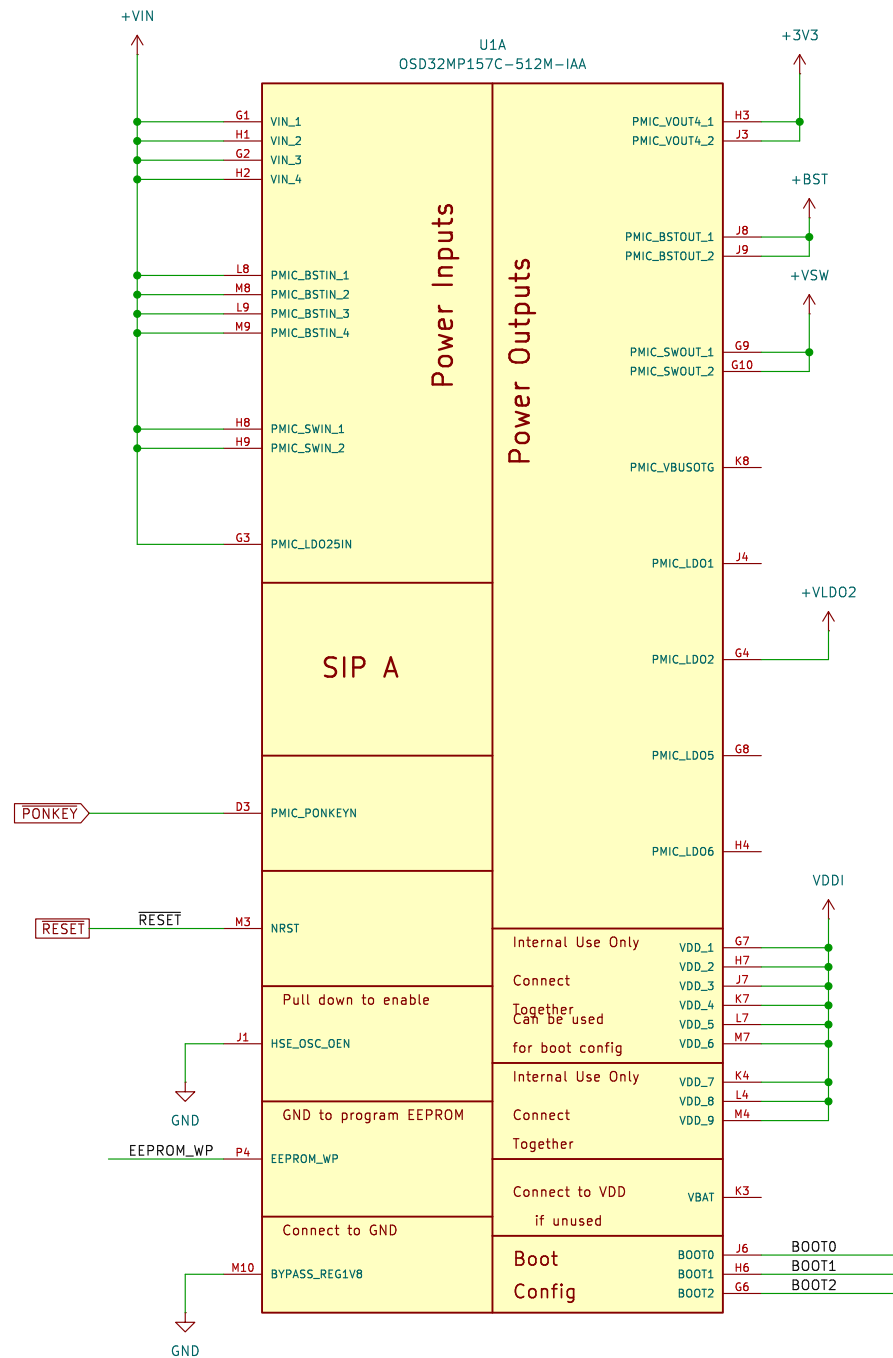 +VIN
U1A
OSD32MP157C-512M-IAA
+3V3
G1 VIN_1
H1 VIN_2
G2 VIN_3
H2 VIN_4
L8 PMIC_BSTIN_1
M8 PMIC_BSTIN_2
L9 PMIC_BSTIN_3
M9 PMIC_BSTIN_4
H8 PMIC_SWIN_1
H9 PMIC_SWIN_2
G3 PMIC_LDO25IN
Power Inputs
SIP A
PONKEY
D3 PMIC_PONKEYN
RESET
RESET
M3 NRST
Pull down to enable
J1 HSE_OSC_OEN
GND
GND to program EEPROM
EEPROM_WP
P4 EEPROM_WP
Connect to GND
M10 BYPASS_REG1V8
GND
Power Outputs
PMIC_VOUT4_1 H3
PMIC_VOUT4_2 J3
+BST
PMIC_BSTOUT_1 J8
PMIC_BSTOUT_2 J9
+VSW
PMIC_SWOUT_1 G9
PMIC_SWOUT_2 G10
PMIC_VBUSOTG K8
PMIC_LDO1 J4
+VLDO2
PMIC_LDO2 G4
PMIC_LDO5 G8
PMIC_LDO6 H4
VDDI
Internal Use Only
Connect
Together
Can be used
for boot config
VDD_1 G7
VDD_2 H7
VDD_3 J7
VDD_4 K7
VDD_5 L7
VDD_6 M7
Internal Use Only
Connect
Together
VDD_7 K4
VDD_8 L4
VDD_9 M4
Connect to VDD
if unused
VBAT K3
Boot
Config
BOOT0 J6 BOOT0
BOOT1 H6 BOOT1
BOOT2 G6 BOOT2